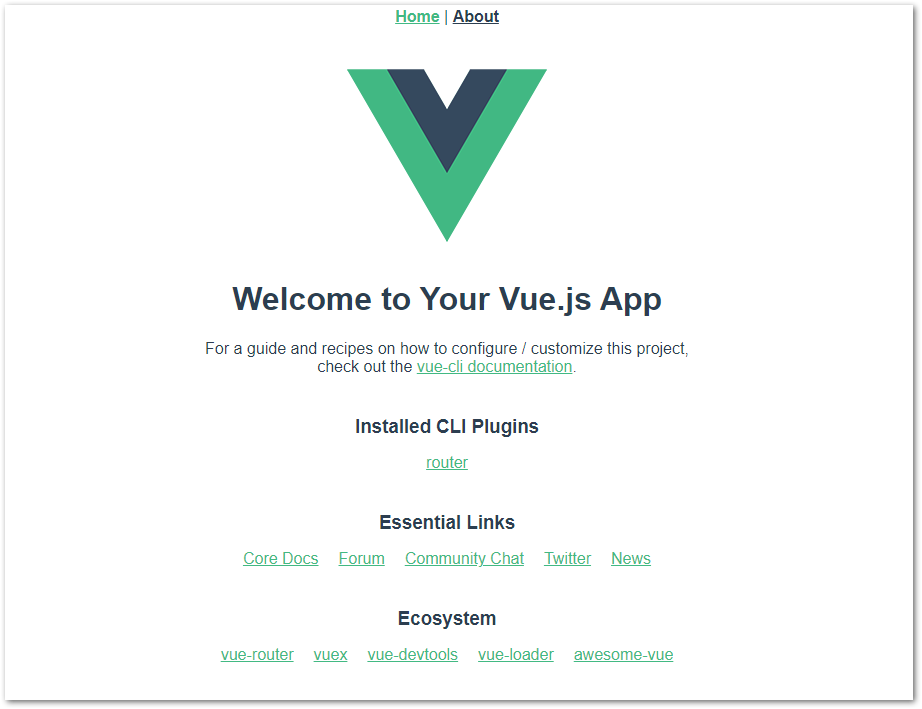 Home | About
Welcome to Your Vue.js App
For a guide and recipes on how to configure / customize this project,
check out the vue-cli documentation.
Installed CLI Plugins
router
Essential Links
Core Docs Forum Community Chat Twitter News
Ecosystem
vue-router vuex vue-devtools vue-loader awesome-vue